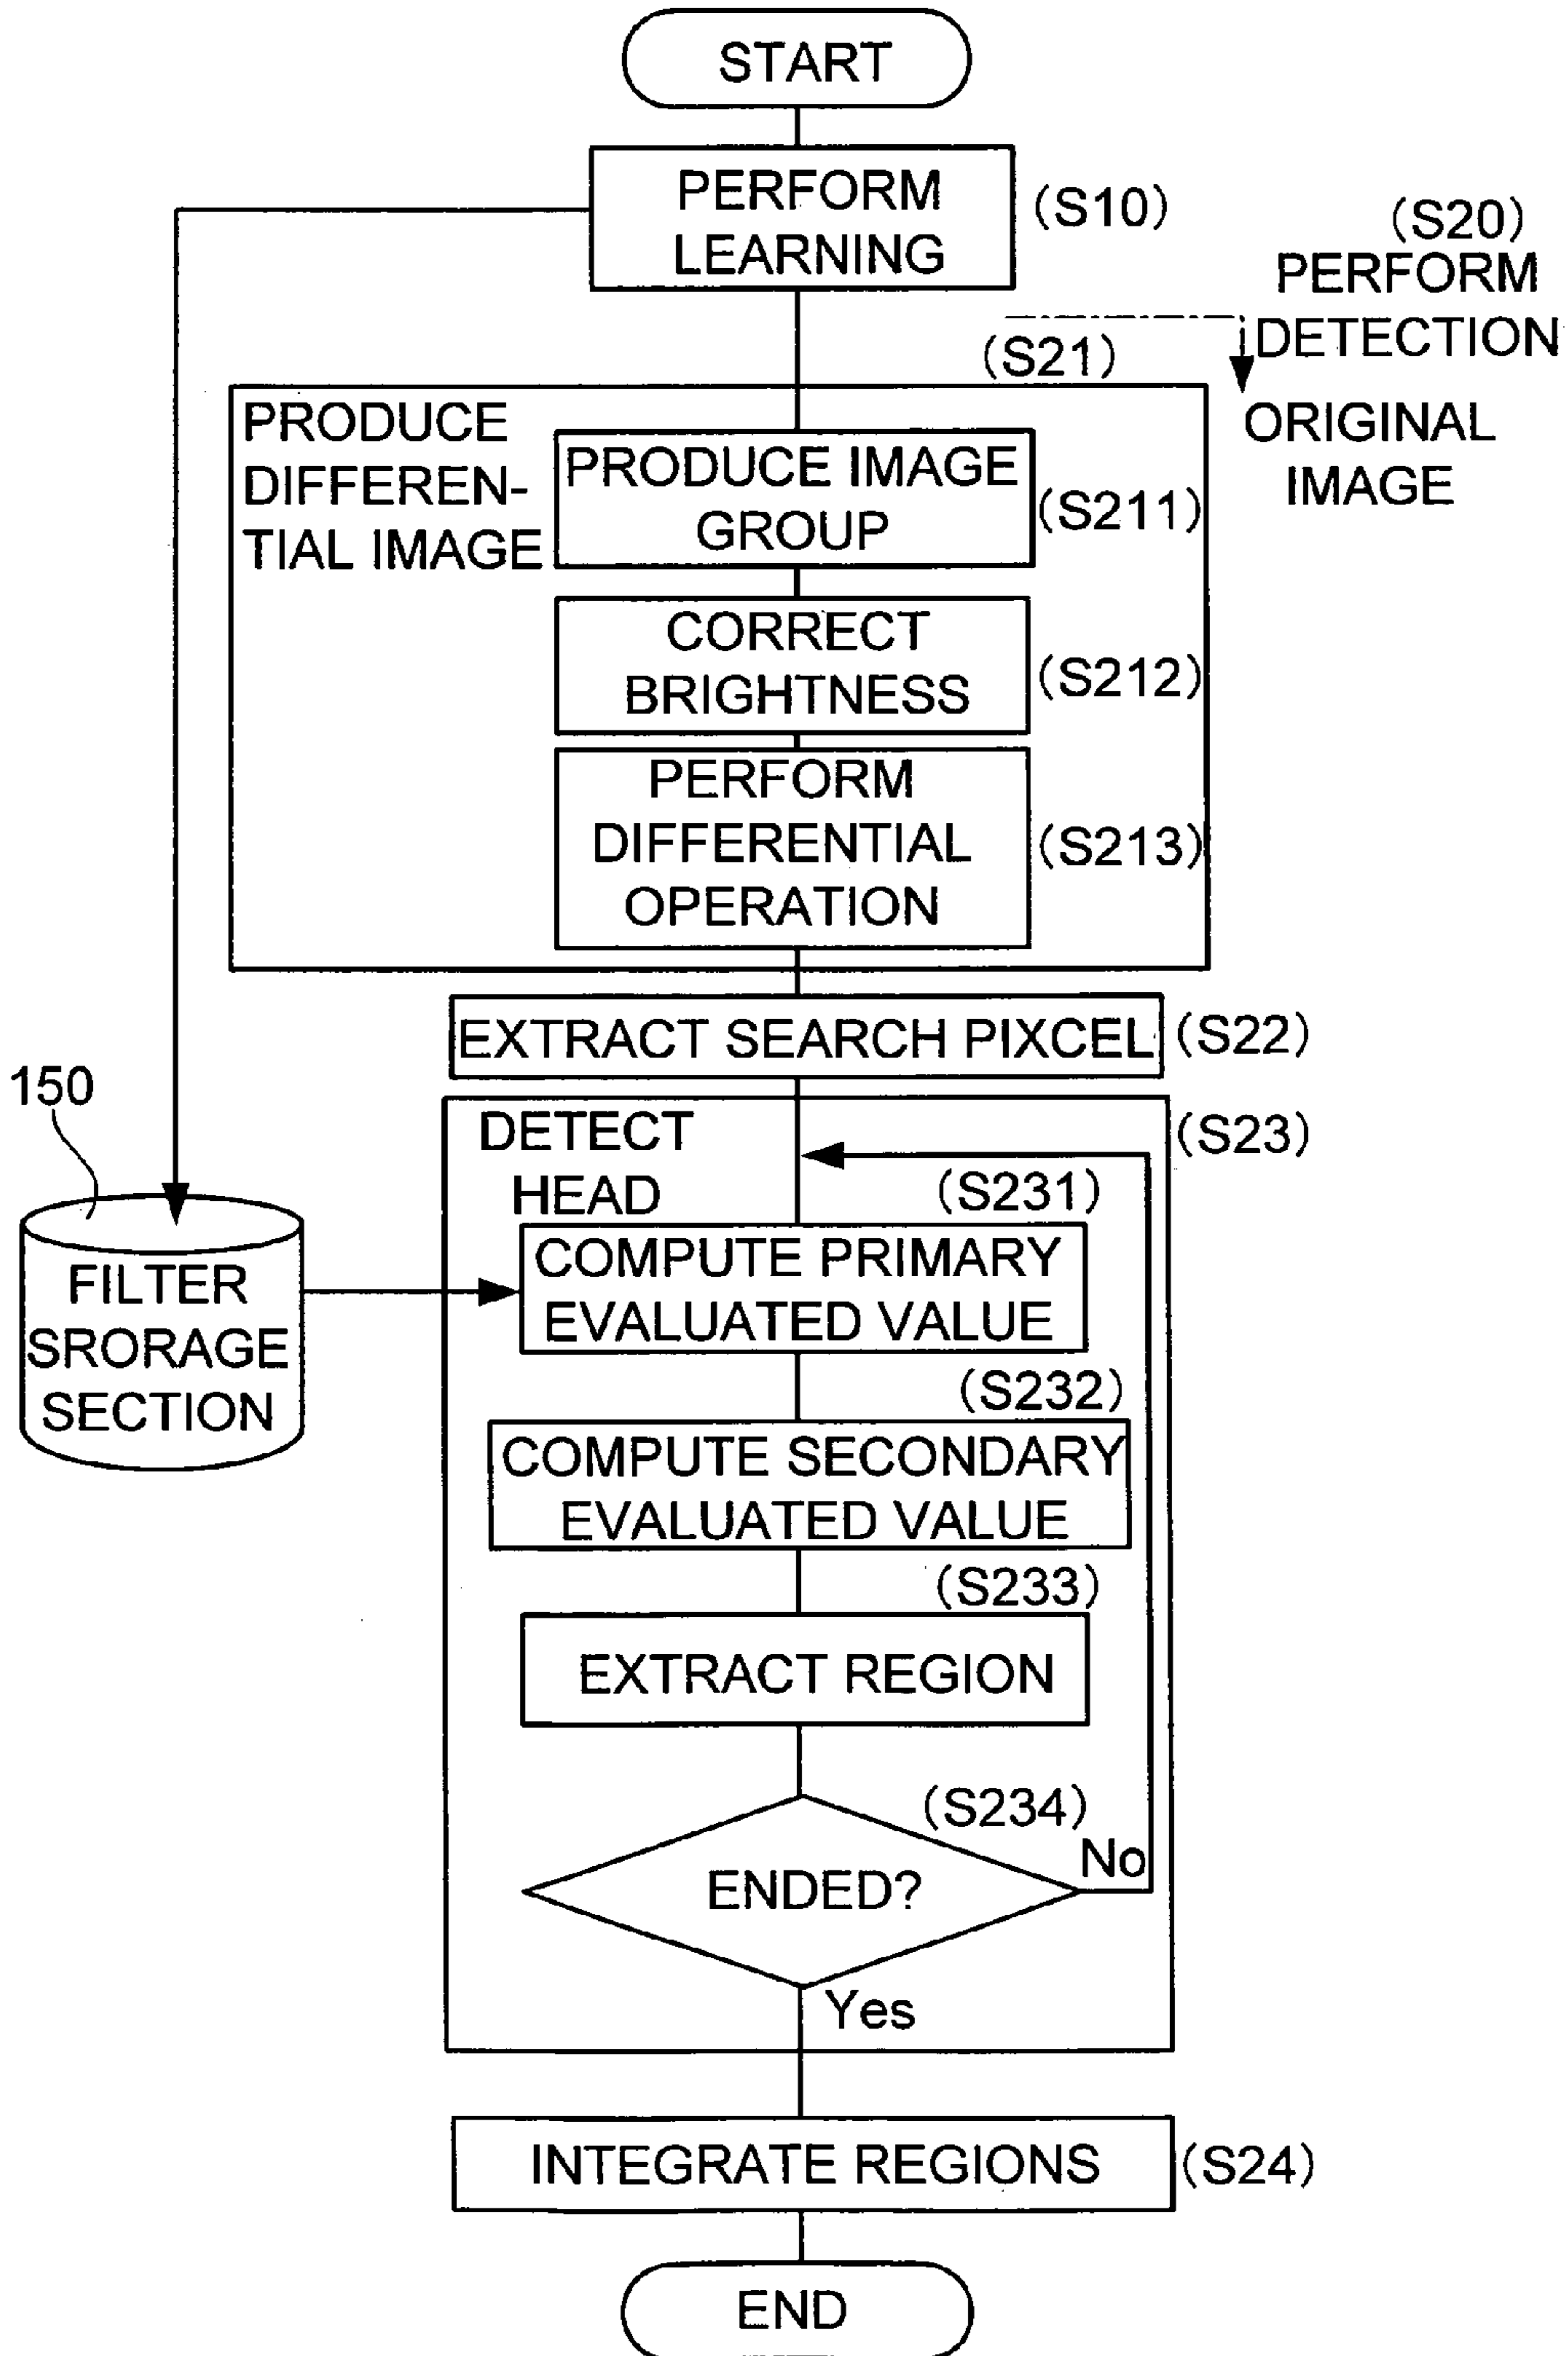 START
PERFORM
LEARNING
(S10)
(S20)
PERFORM
DETECTION
ORIGINAL
IMAGE
(S21)
PRODUCE
DIFFEREN-
TIAL IMAGE
PRODUCE IMAGE
GROUP
(S211)
CORRECT
BRIGHTNESS
(S212)
PERFORM
DIFFERENTIAL
OPERATION
(S213)
EXTRACT SEARCH PIXCEL
(S22)
150
FILTER
SRORAGE
SECTION
DETECT
HEAD
(S23)
(S231)
COMPUTE PRIMARY
EVALUATED VALUE
(S232)
COMPUTE SECONDARY
EVALUATED VALUE
(S233)
EXTRACT REGION
(S234)
ENDED?
No
Yes
INTEGRATE REGIONS
(S24)
END